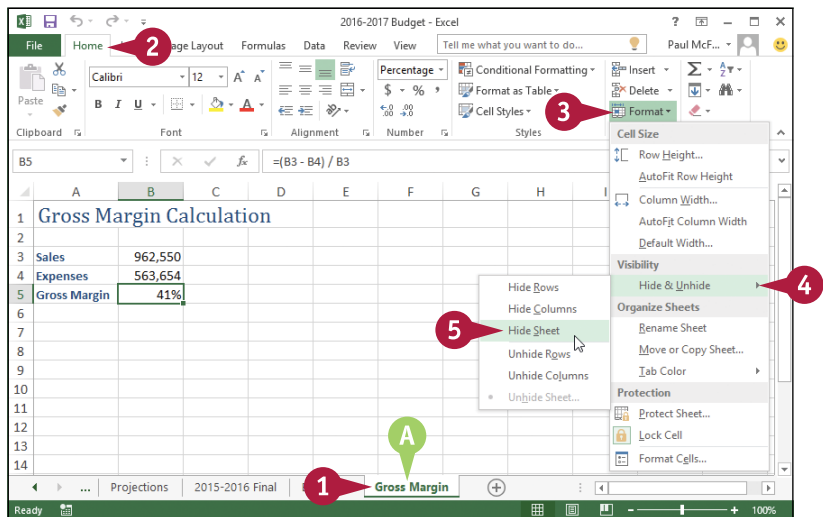 2016-2017 Budget - Excel
File Home age Layout Formulas Data Review View Tell me what you want to do... Paul McF...
2
Paste
Calibri 12 A A
B I U A
Percentage
$ % ,
Conditional Formatting
Format as Table
Cell Styles
Insert
Delete
Format
3
Clipboard Font Alignment Number Styles
B5 fx =(B3 - B4) / B3
A B C D E F G H I
1 Gross Margin Calculation
2
3 Sales 962,550
4 Expenses 563,654
5 Gross Margin 41%
6
7
8
9
10
11
12
13
14
Cell Size
Row Height...
AutoFit Row Height
Column Width...
AutoFit Column Width
Default Width...
Visibility
Hide & Unhide
4
Organize Sheets
Rename Sheet
Move or Copy Sheet...
Tab Color
Protection
Protect Sheet...
Lock Cell
Format Cells...
Hide Rows
Hide Columns
5
Hide Sheet
Unhide Rows
Unhide Columns
Unhide Sheet...
A
... Projections 2015-2016 Final 1 Gross Margin
Ready 100%